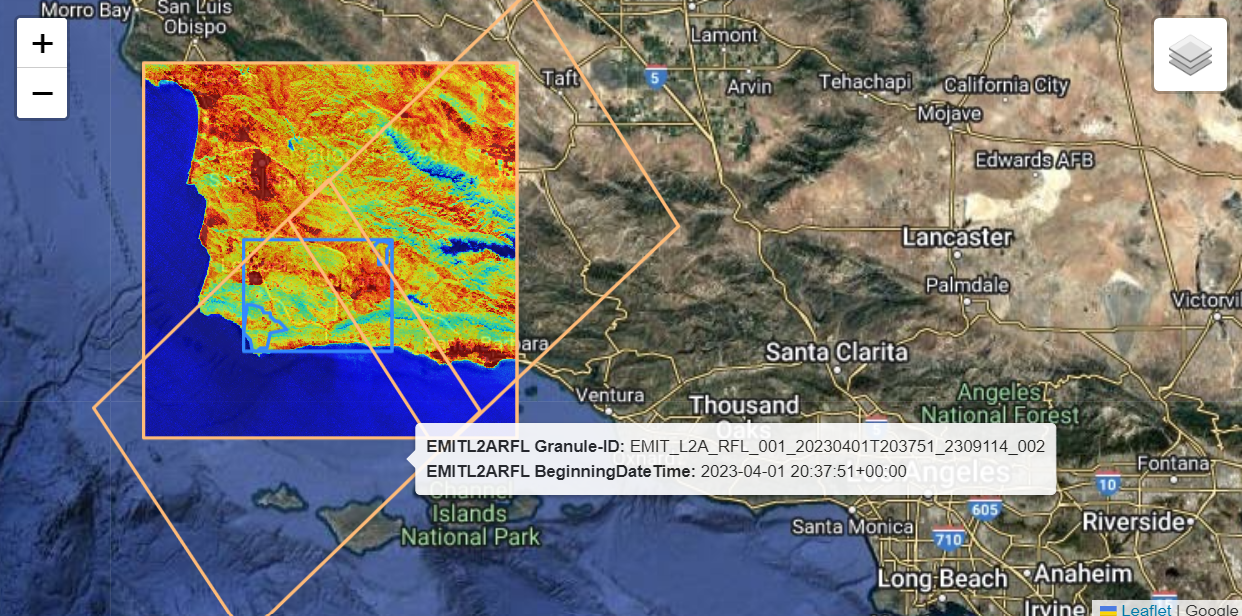 Morro Bay
San Luis
Obispo
+
−
Lamont
Taft
5
Arvin
Tehachapi
California City
Mojave
Edwards AFB
Lancaster
Palmdale
Santa Clarita
Ventura
Thousand
Oaks
Angeles
National Forest
EMITL2ARFL Granule-ID: EMIT_L2A_RFL_001_20230401T203751_2309114_002
EMITL2ARFL BeginningDateTime: 2023-04-01 20:37:51+00:00
Los Angeles
Fontana
10
Channel
Islands
National Park
605
Santa Monica
Riverside
710
Long Beach
Anaheim
Irvine
Leaflet | Google